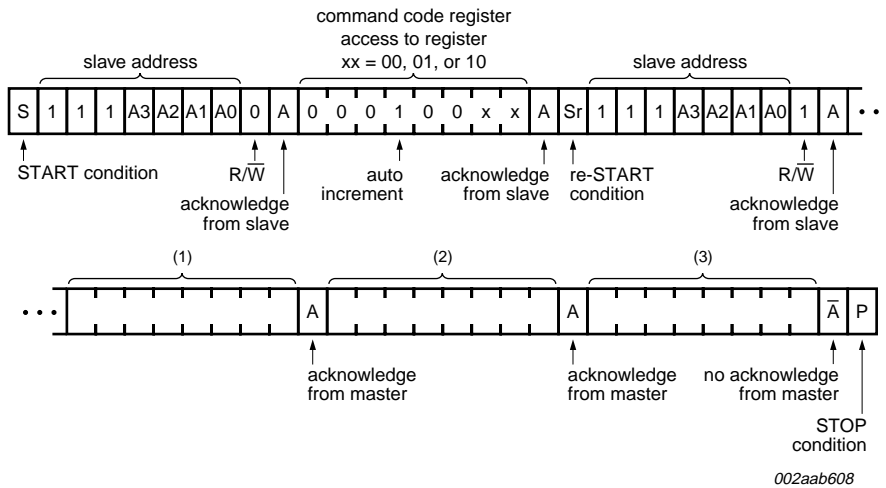 command code register
access to register
xx = 00, 01, or 10
slave address
slave address
S 1 1 1 A3 A2 A1 A0 0 A 0 0 0 1 0 0 x x A Sr 1 1 1 A3 A2 A1 A0 1 A
START condition
R/W̅
acknowledge
from slave
auto
increment
acknowledge
from slave
re-START
condition
R/W̅
acknowledge
from slave
(1)
(2)
(3)
A A A̅ P
acknowledge
from master
acknowledge
from master
no acknowledge
from master
STOP
condition
002aab608